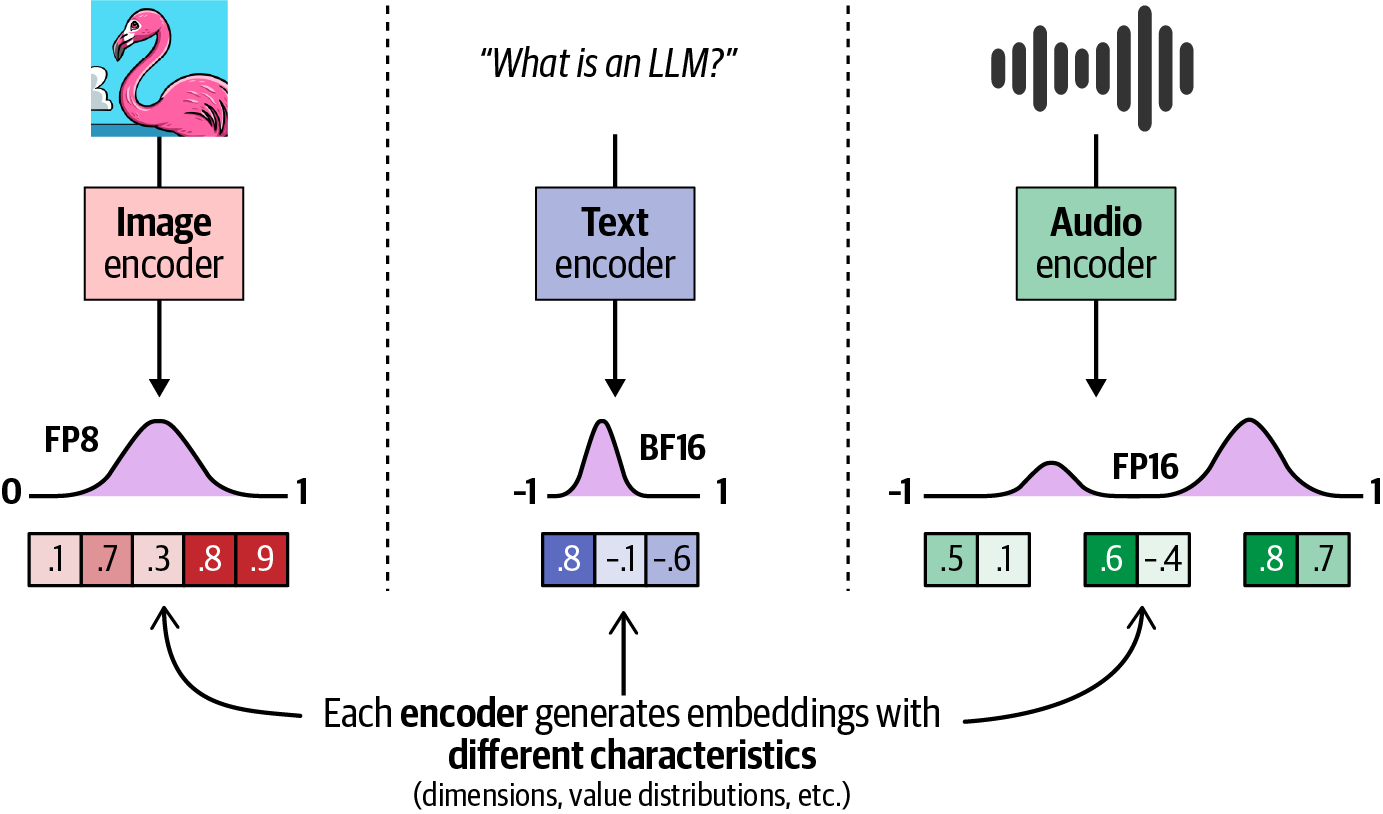 “What is an LLM?”
Image
encoder
Text
encoder
Audio
encoder
FP8
0
1
BF16
–1
1
FP16
–1
1
.1 .7 .3 .8 .9
.8 –.1 –.6
.5 .1
.6 –.4
.8 .7
Each encoder generates embeddings with
different characteristics
(dimensions, value distributions, etc.)